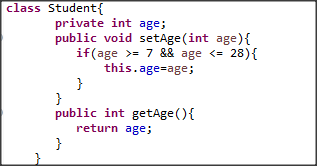 class Student{
    private int age;
    public void setAge(int age){
        if(age >= 7 && age <= 28){
            this.age=age;
        }
    }
    public int getAge(){
        return age;
    }
}